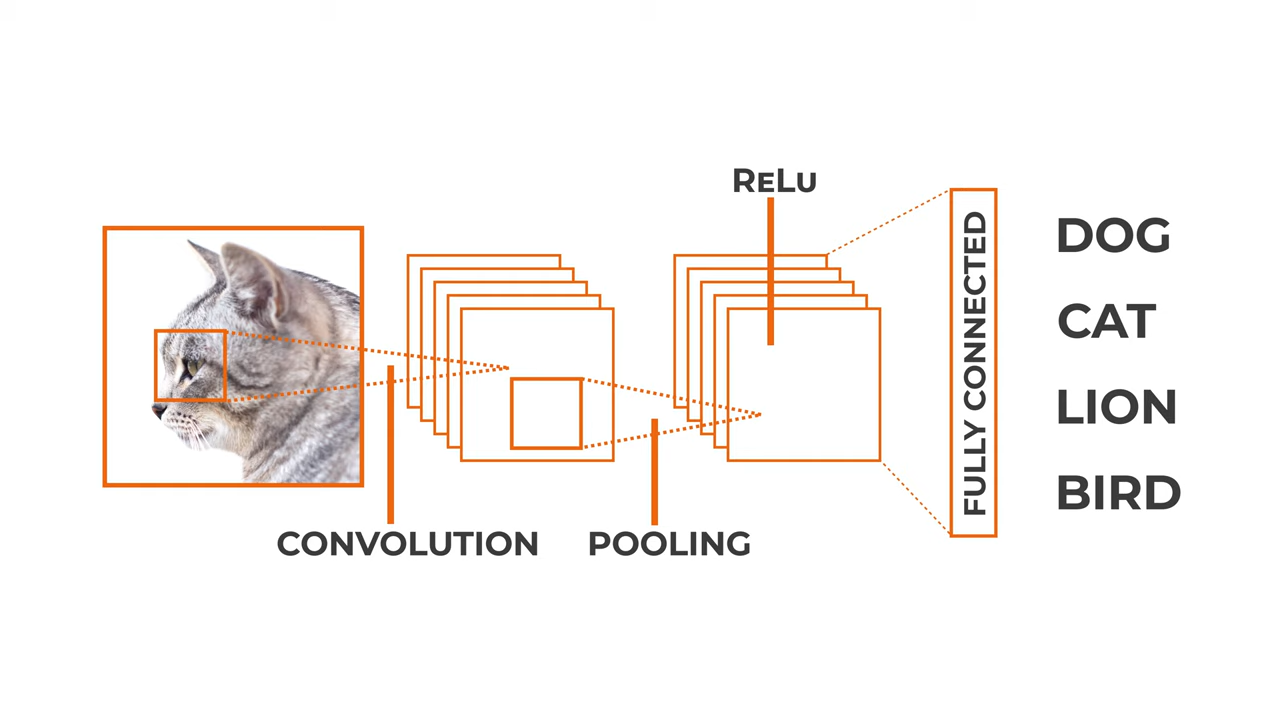 ReLu
CONVOLUTION
POOLING
FULLY CONNECTED
DOG
CAT
LION
BIRD